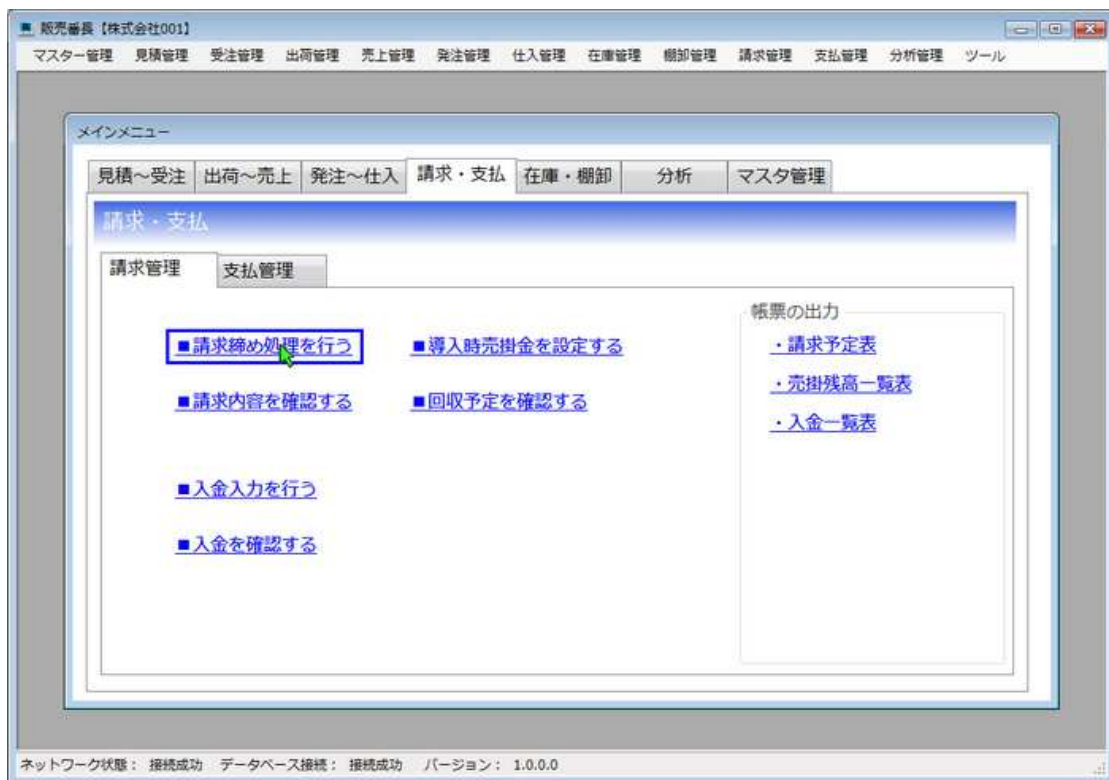 販売番長【株式会社001】
マスター管理 見積管理 受注管理 出荷管理 売上管理 発注管理 仕入管理 在庫管理 棚卸管理 請求管理 支払管理 分析管理 ツール
メインメニュー
見積～受注 出荷～売上 発注～仕入 請求・支払 在庫・棚卸 分析 マスタ管理
請求・支払
請求管理 支払管理
帳票の出力
■請求締め処理を行う ■導入時売掛金を設定する ・請求予定表
・売掛残高一覧表
■請求内容を確認する ■回収予定を確認する
・入金一覧表
■入金入力を行う
■入金を確認する
ネットワーク状態： 接続成功 データベース接続： 接続成功 バージョン： 1.0.0.0